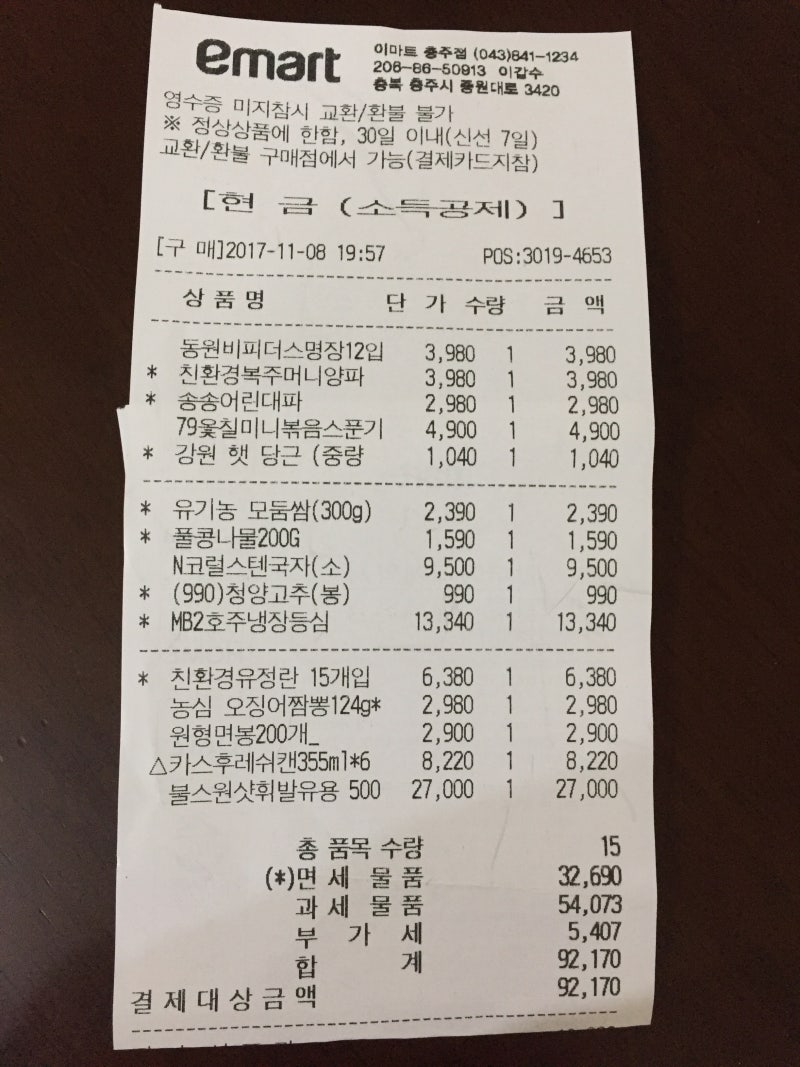 emart
이마트 충주점 (043)841-1234
206-86-50913 이갑수
충북 충주시 중원대로 3420
영수증 미지참시 교환/환불 불가
※ 정상상품에 한함, 30일 이내(신선 7일)
교환/환불 구매점에서 가능(결제카드지참)
[현 금 (소득공제) ]
[구 매]2017-11-08 19:57 POS:3019-4653
상 품 명 단 가 수량 금 액
동원비피더스명장12입 3,980 1 3,980
* 친환경복주머니양파 3,980 1 3,980
* 송송어린대파 2,980 1 2,980
79옻칠미니볶음스푼기 4,900 1 4,900
* 강원 햇 당근 (중량 1,040 1 1,040
* 유기농 모둠쌈(300g) 2,390 1 2,390
* 풀콩나물200G 1,590 1 1,590
N코럴스텐국자(소) 9,500 1 9,500
* (990)청양고추(봉) 990 1 990
* MB2호주냉장등심 13,340 1 13,340
* 친환경유정란 15개입 6,380 1 6,380
농심 오징어짬뽕124g* 2,980 1 2,980
원형면봉200개_ 2,900 1 2,900
△카스후레쉬캔355ml*6 8,220 1 8,220
불스원샷휘발유용 500 27,000 1 27,000
총 품목 수량 15
(*)면 세 물 품 32,690
과 세 물 품 54,073
부 가 세 5,407
합 계 92,170
결 제 대 상 금 액 92,170